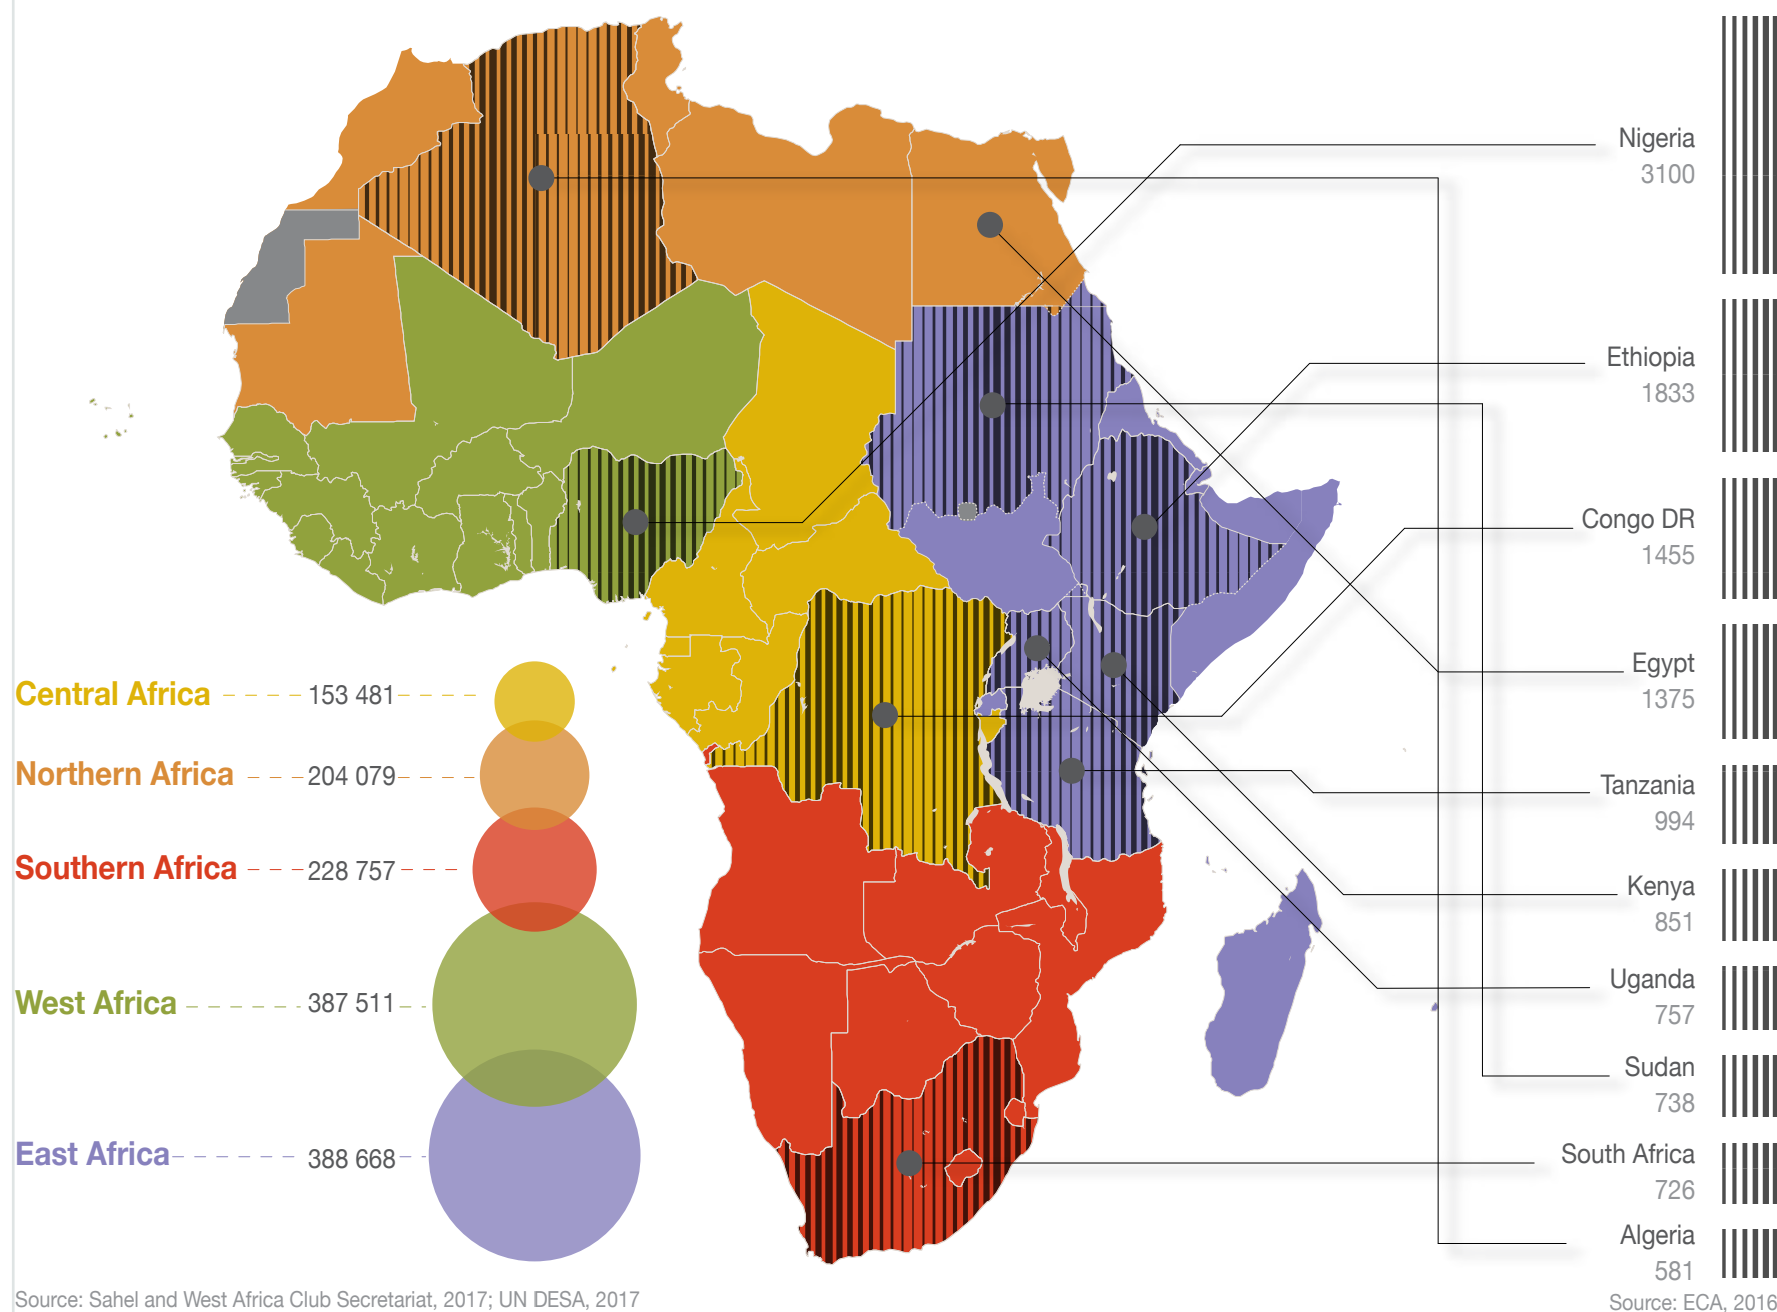 Nigeria
3100
Ethiopia
1833
Congo DR
1455
Egypt
1375
Tanzania
994
Kenya
851
Uganda
757
Sudan
738
South Africa
726
Algeria
581
Central Africa 153 481
Northern Africa 204 079
Southern Africa 228 757
West Africa 387 511
East Africa 388 668
Source: Sahel and West Africa Club Secretariat, 2017; UN DESA, 2017
Source: ECA, 2016